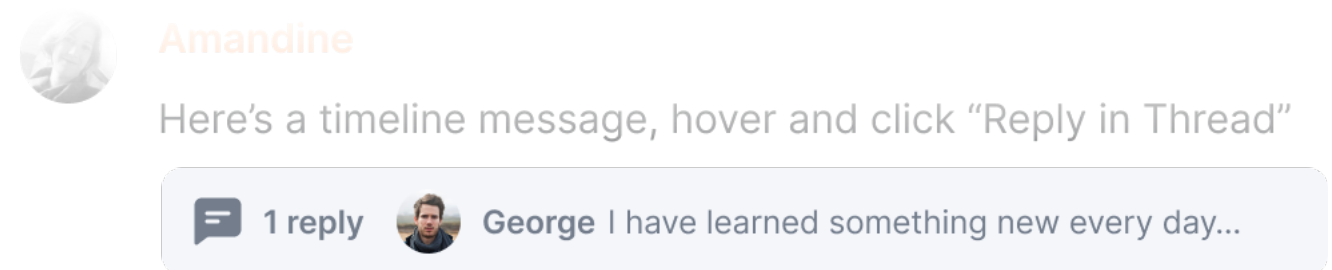 Amandine
Here’s a timeline message, hover and click “Reply in Thread”
1 reply George I have learned something new every day...